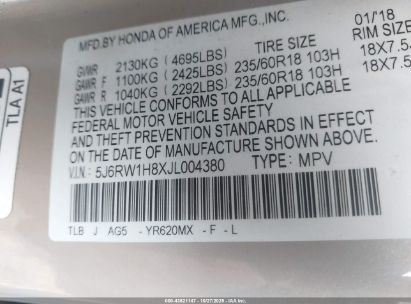 MFD.BY HONDA OF AMERICA MFG.,INC. 01/18
TIRE SIZE RIM SIZE
GVWR 2130KG (4695LBS)
GAWR F 1100KG (2425LBS) 235/60R18 103H 18X7.5
GAWR R 1040KG (2292LBS) 235/60R18 103H 18X7.5
THIS VEHICLE CONFORMS TO ALL APPLICABLE
FEDERAL MOTOR VEHICLE SAFETY
AND THEFT PREVENTION STANDARDS IN EFFECT
ON THE DATE OF MANUFACTURE SHOWN ABOVE.
V.I.N: 5J6RW1H8XJL004380 TYPE: MPV
TLB J AG5 - YR620MX - F - L
TLA A1